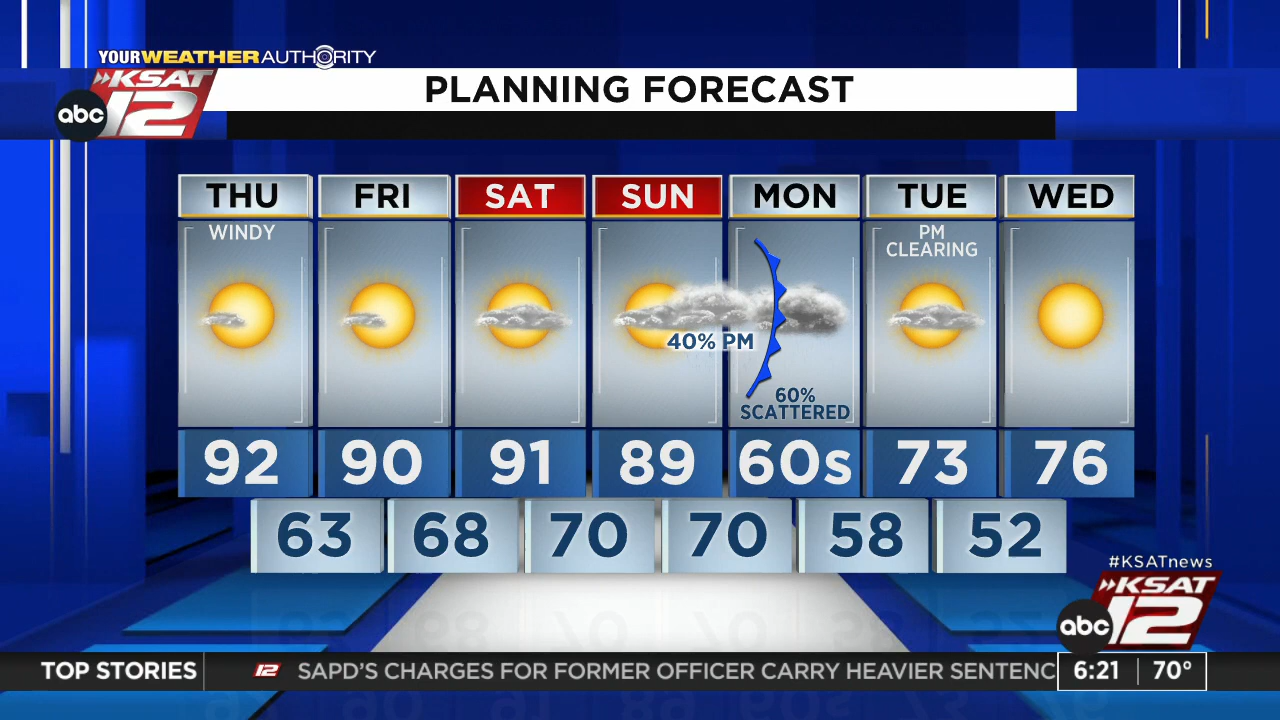 YOURWEATHERAUTHORITY
KSAT
abc 12
PLANNING FORECAST
THU FRI SAT SUN MON TUE WED
WINDY
PM
CLEARING
40% PM
60%
SCATTERED
92 90 91 89 60s 73 76
63 68 70 70 58 52
#KSATnews
KSAT
abc 12
TOP STORIES 12 SAPD'S CHARGES FOR FORMER OFFICER CARRY HEAVIER SENTENC 6:21 70°